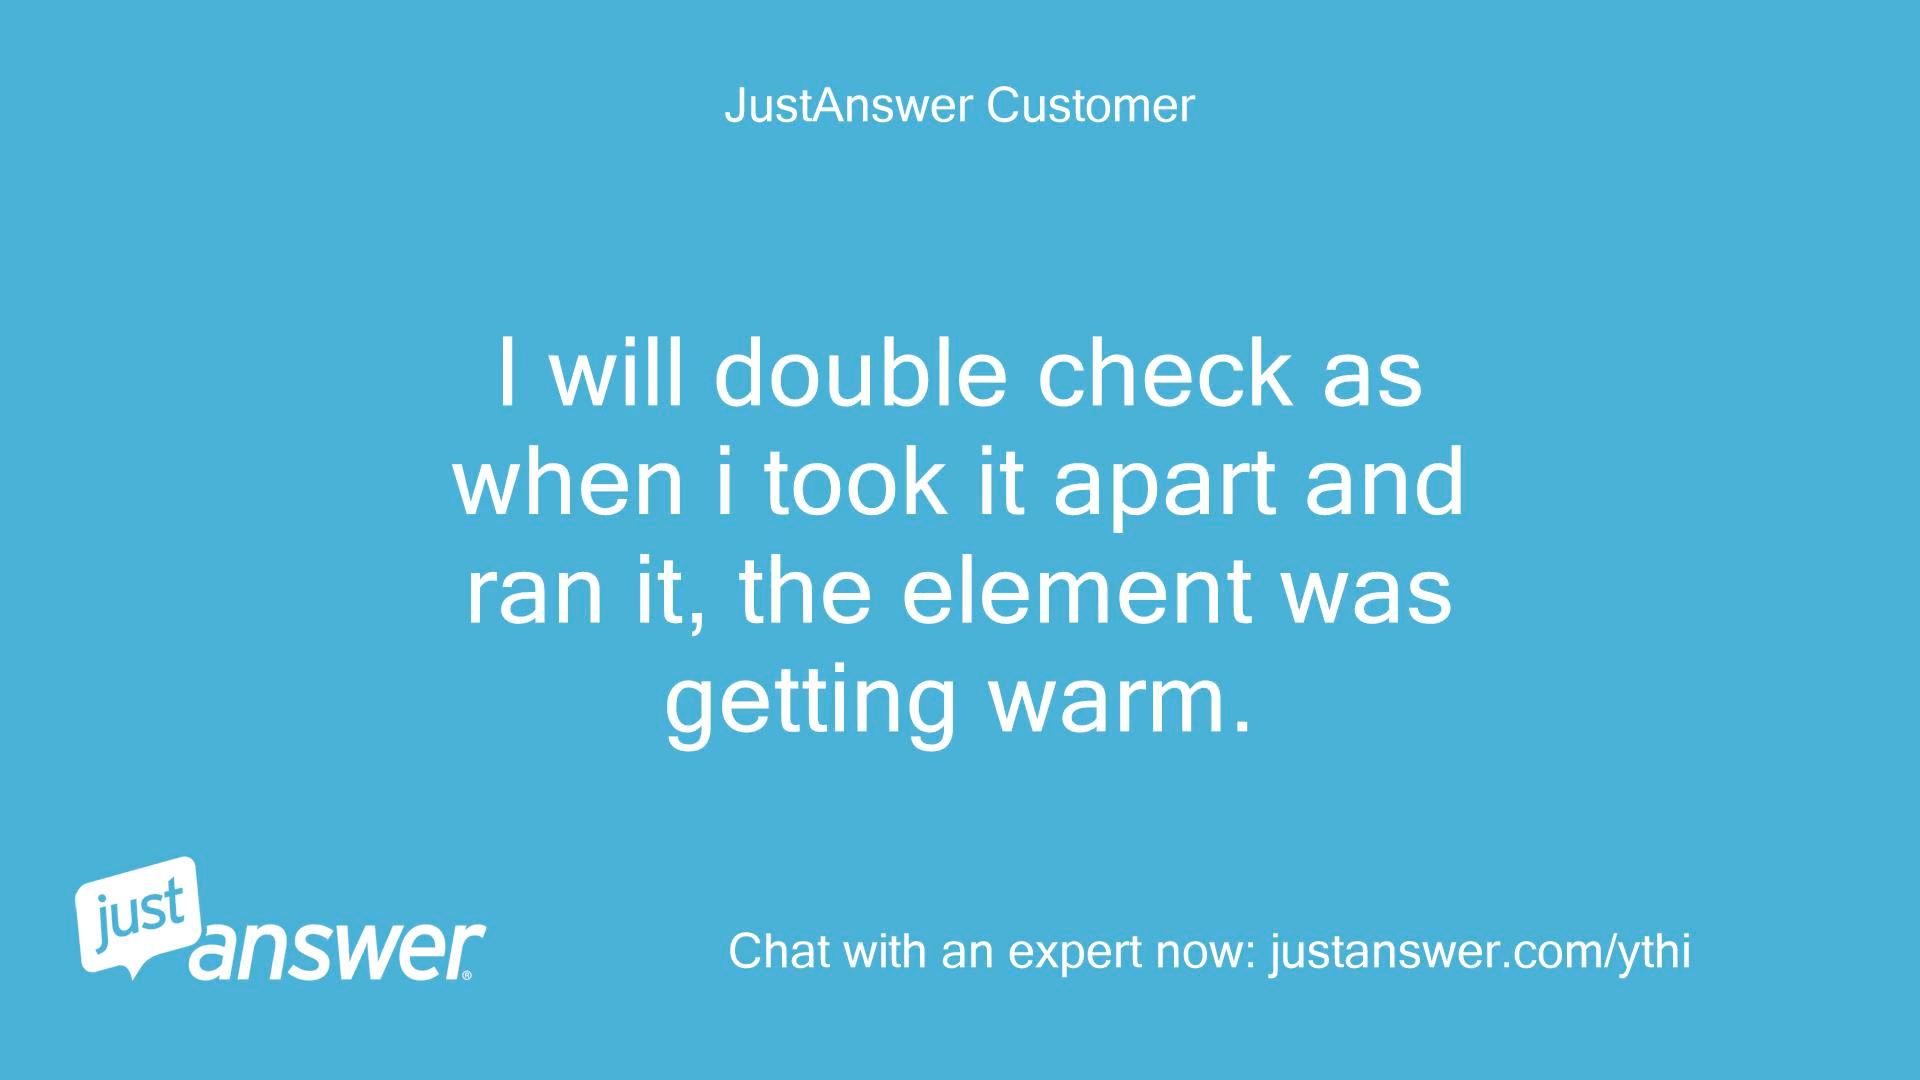 JustAnswer Customer
I will double check as
when i took it apart and
ran it, the element was
getting warm.
just
answer®
Chat with an expert now: justanswer.com/ythi